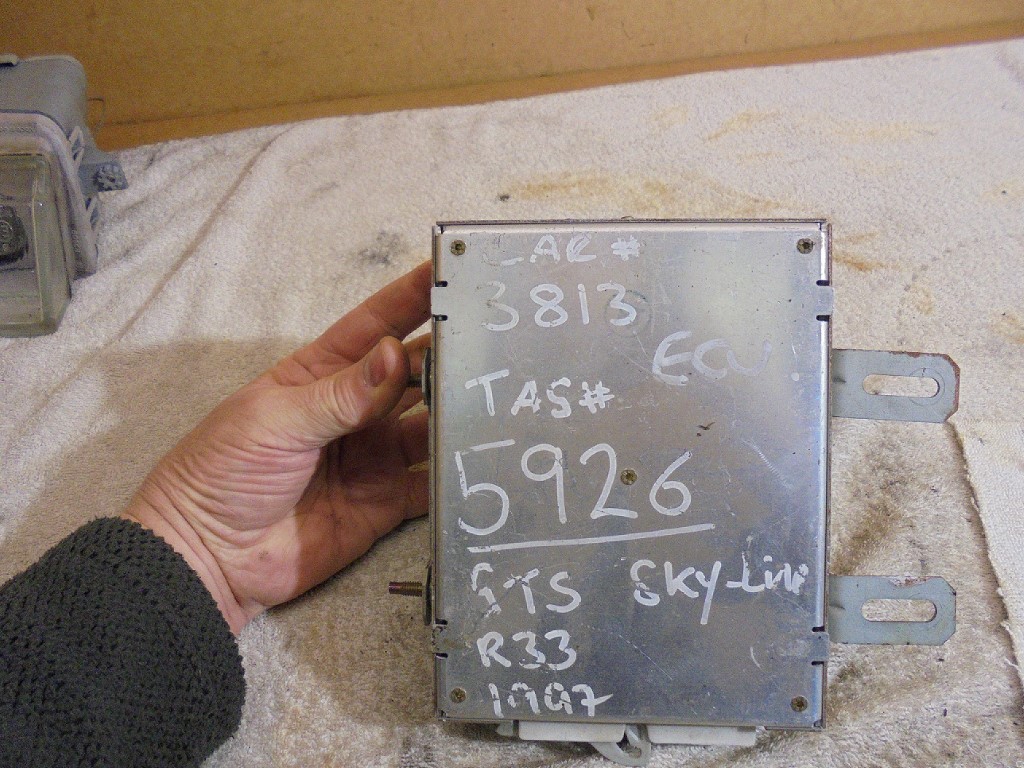 CAR #
3813
ECU
TAS#
5926
GTS SKy-Line
R33
1997